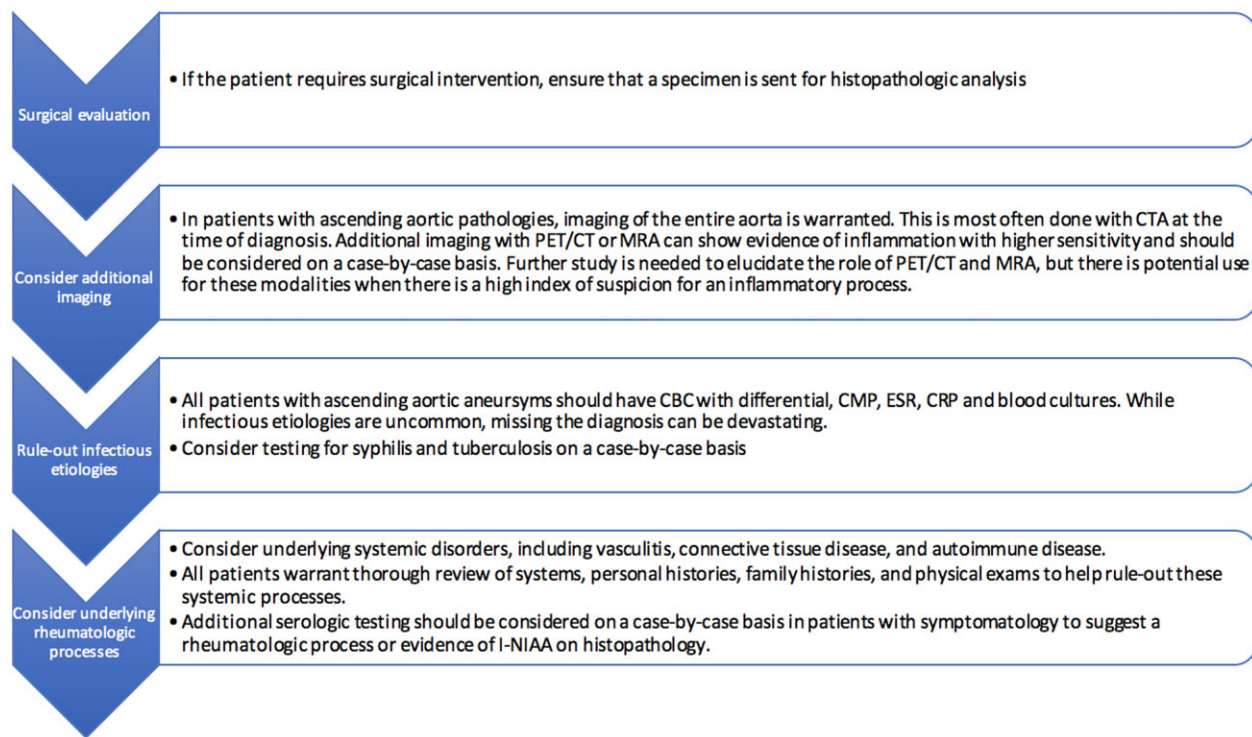 Surgical evaluation
• If the patient requires surgical intervention, ensure that a specimen is sent for histopathologic analysis
Consider additional
imaging
• In patients with ascending aortic pathologies, imaging of the entire aorta is warranted. This is most often done with CTA at the
time of diagnosis. Additional imaging with PET/CT or MRA can show evidence of inflammation with higher sensitivity and should
be considered on a case-by-case basis. Further study is needed to elucidate the role of PET/CT and MRA, but there is potential use
for these modalities when there is a high index of suspicion for an inflammatory process.
Rule-out infectious
etiologies
• All patients with ascending aortic aneursyms should have CBC with differential, CMP, ESR, CRP and blood cultures. While
infectious etiologies are uncommon, missing the diagnosis can be devastating.
• Consider testing for syphilis and tuberculosis on a case-by-case basis
Consider underlying
rheumatologic
processes
• Consider underlying systemic disorders, including vasculitis, connective tissue disease, and autoimmune disease.
• All patients warrant thorough review of systems, personal histories, family histories, and physical exams to help rule-out these
systemic processes.
• Additional serologic testing should be considered on a case-by-case basis in patients with symptomatology to suggest a
rheumatologic process or evidence of I-NIAA on histopathology.